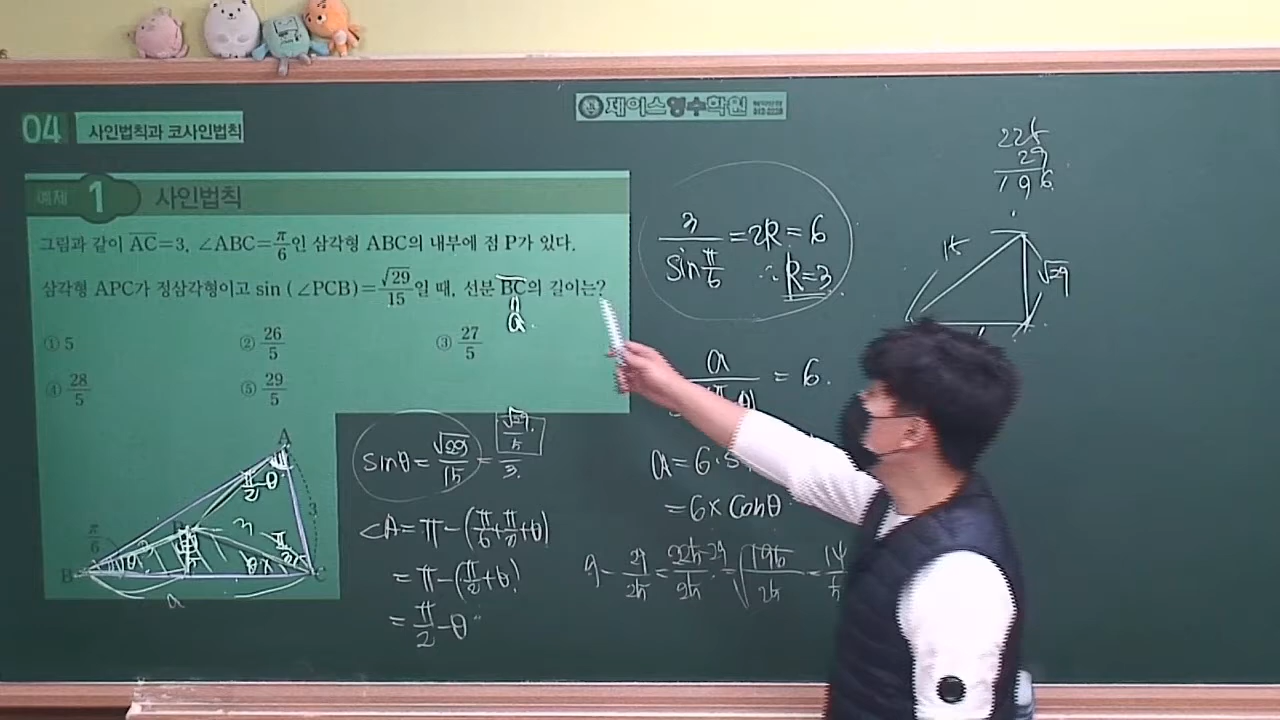 제이스영수학원
04 사인법칙과 코사인법칙
예제 1 사인법칙
그림과 같이 AC=3, ∠ABC=π/6인 삼각형 ABC의 내부에 점 P가 있다.
삼각형 APC가 정삼각형이고 sin(∠PCB)=√29/15일 때, 선분 BC의 길이는?
a
① 5 ② 26/5 ③ 27/5
④ 28/5 ⑤ 29/5
A
π/2-θ
3
π/6
3
B
C
a
sinθ=√29/15=
∠A=π-(π/6+π/3+θ)
=π-(π/2+θ)
=π/2-θ
3/sin π/6=2R=6
∴R=3
= 6.
=6×cosθ
225
29
196
15
√29